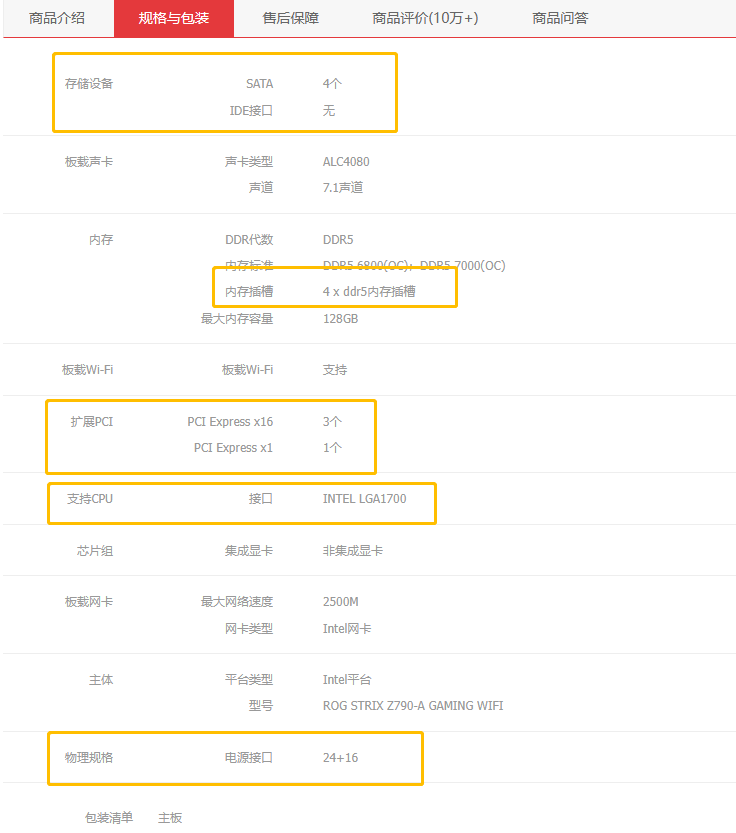 商品介绍 规格与包装 售后保障 商品评价(10万+) 商品问答
存储设备 SATA 4个
IDE接口 无
板载声卡 声卡类型 ALC4080
声道 7.1声道
内存 DDR代数 DDR5
内存标准 DDR5 6800(OC)；DDR5 7000(OC)
内存插槽 4 x ddr5内存插槽
最大内存容量 128GB
板载Wi-Fi 板载Wi-Fi 支持
扩展PCI PCI Express x16 3个
PCI Express x1 1个
支持CPU 接口 INTEL LGA1700
芯片组 集成显卡 非集成显卡
板载网卡 最大网络速度 2500M
网卡类型 Intel网卡
主体 平台类型 Intel平台
型号 ROG STRIX Z790-A GAMING WIFI
物理规格 电源接口 24+16
包装清单 主板